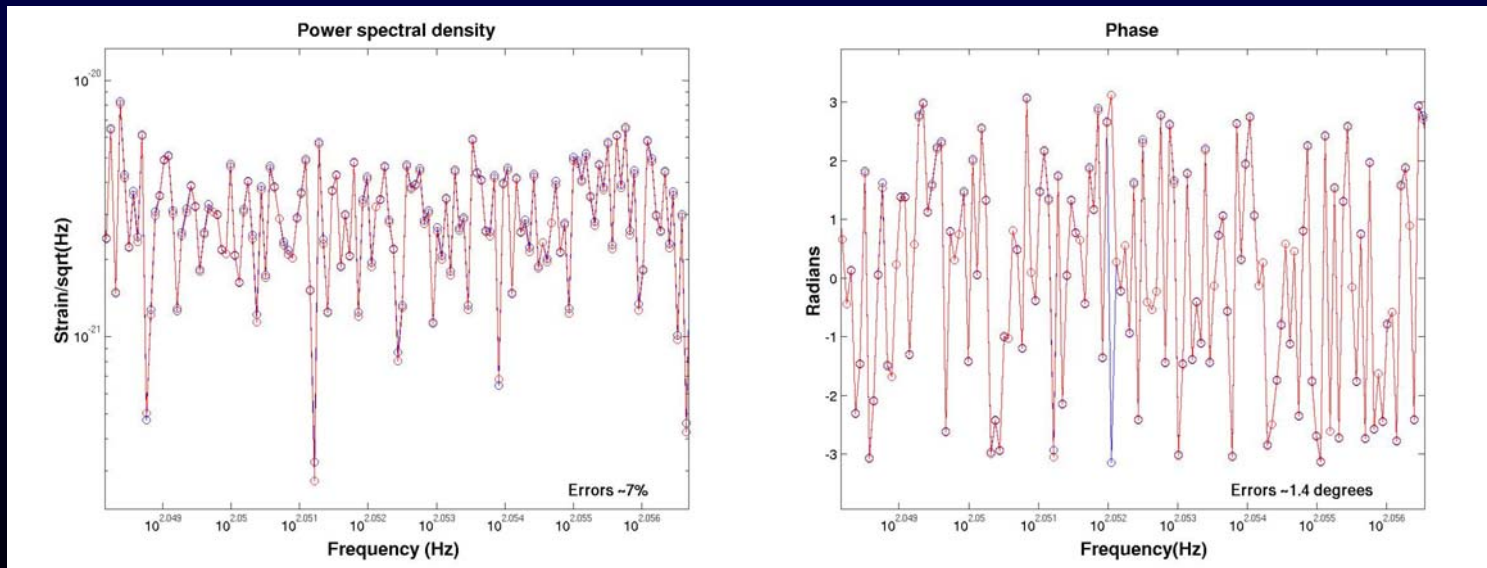 Power spectral density
10^-20
10^-21
Strain/sqrt(Hz)
Errors ~7%
10^2.049 10^2.05 10^2.051 10^2.052 10^2.053 10^2.054 10^2.055 10^2.056
Frequency (Hz)
Phase
3
2
1
0
-1
-2
-3
Radians
Errors ~1.4 degrees
10^2.049 10^2.05 10^2.051 10^2.052 10^2.053 10^2.054 10^2.055 10^2.056
Frequency(Hz)